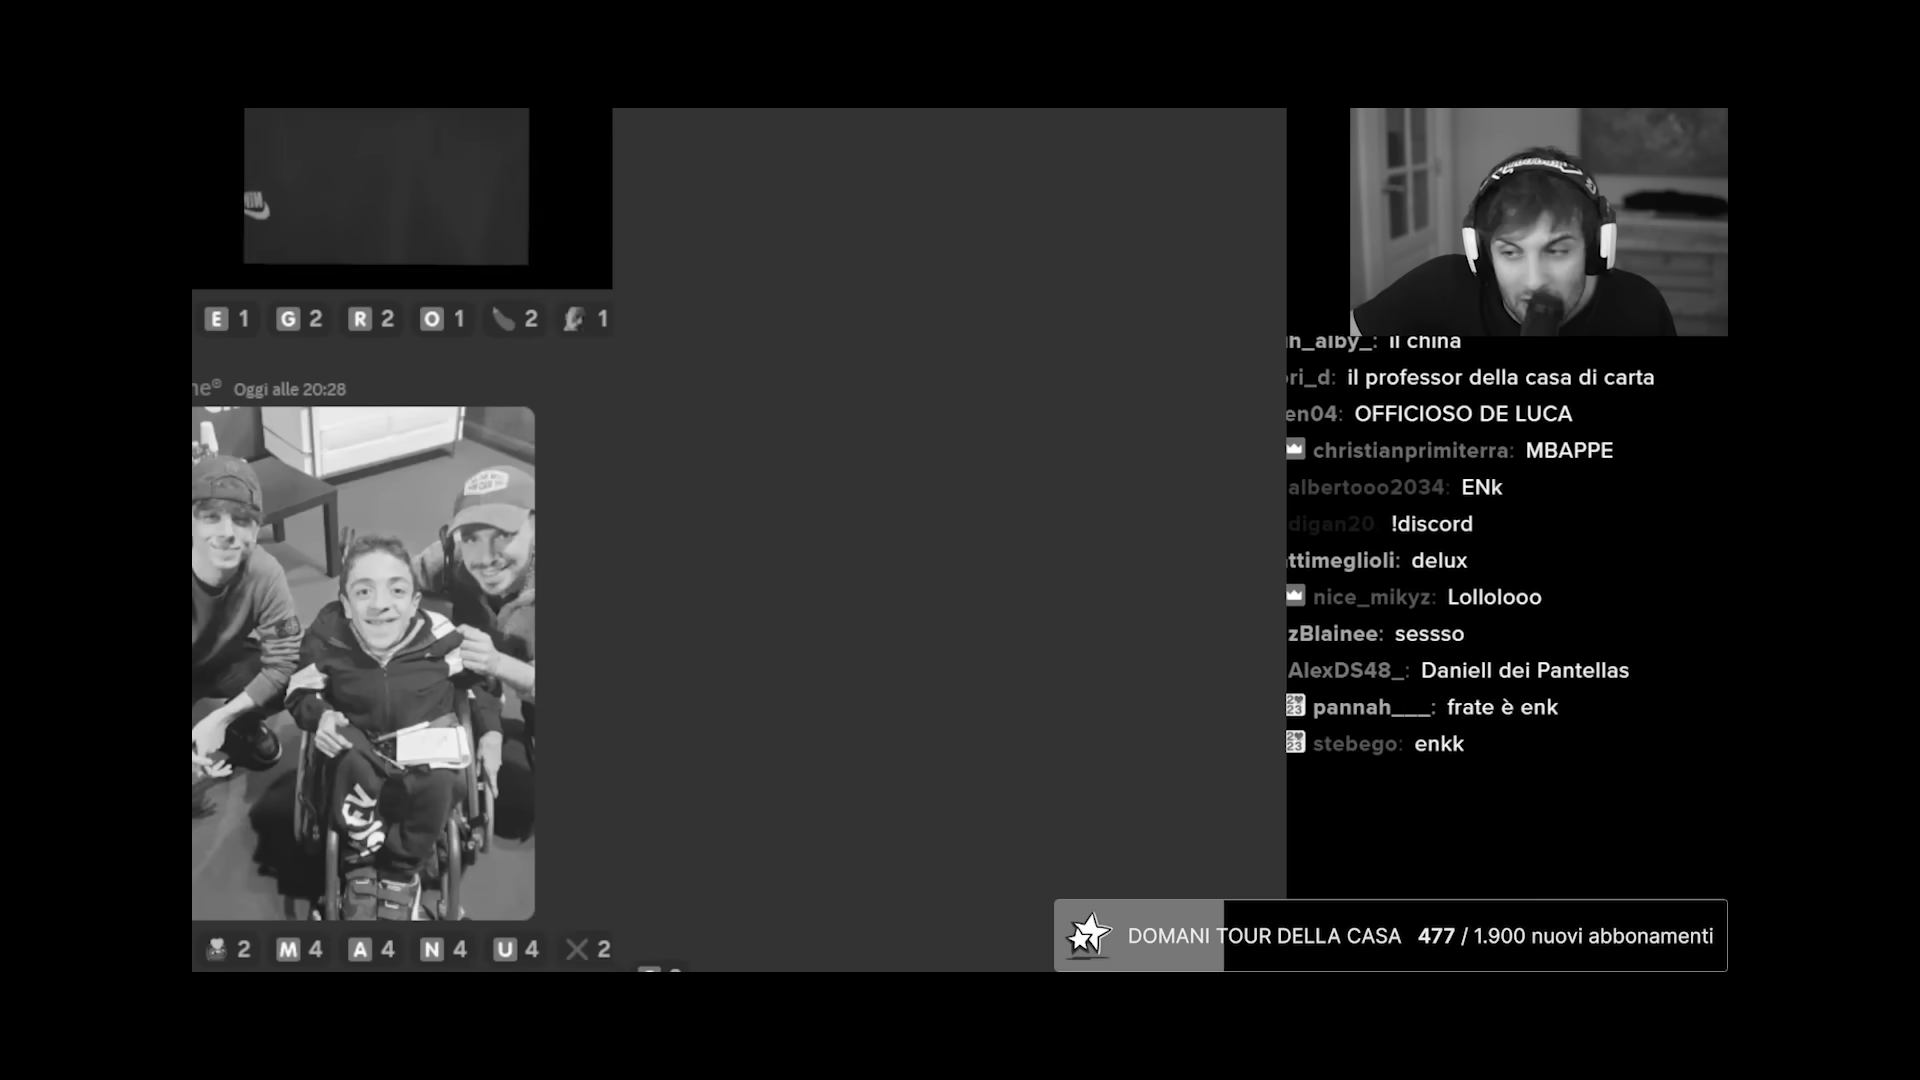 E 1 G 2 R 2 O 1 2 1
Oggi alle 20:28
2 M 4 A 4 N 4 U 4 2
il china
ri_d: il professor della casa di carta
en04: OFFICIOSO DE LUCA
christianprimiterra: MBAPPE
albertooo2034: ENk
digan20 !discord
ttimeglioli: delux
nice_mikyz: Lollolooo
zBlainee: sessso
AlexDS48_: Daniell dei Pantellas
pannah___: frate è enk
stebego: enkk
DOMANI TOUR DELLA CASA 477 / 1.900 nuovi abbonamenti